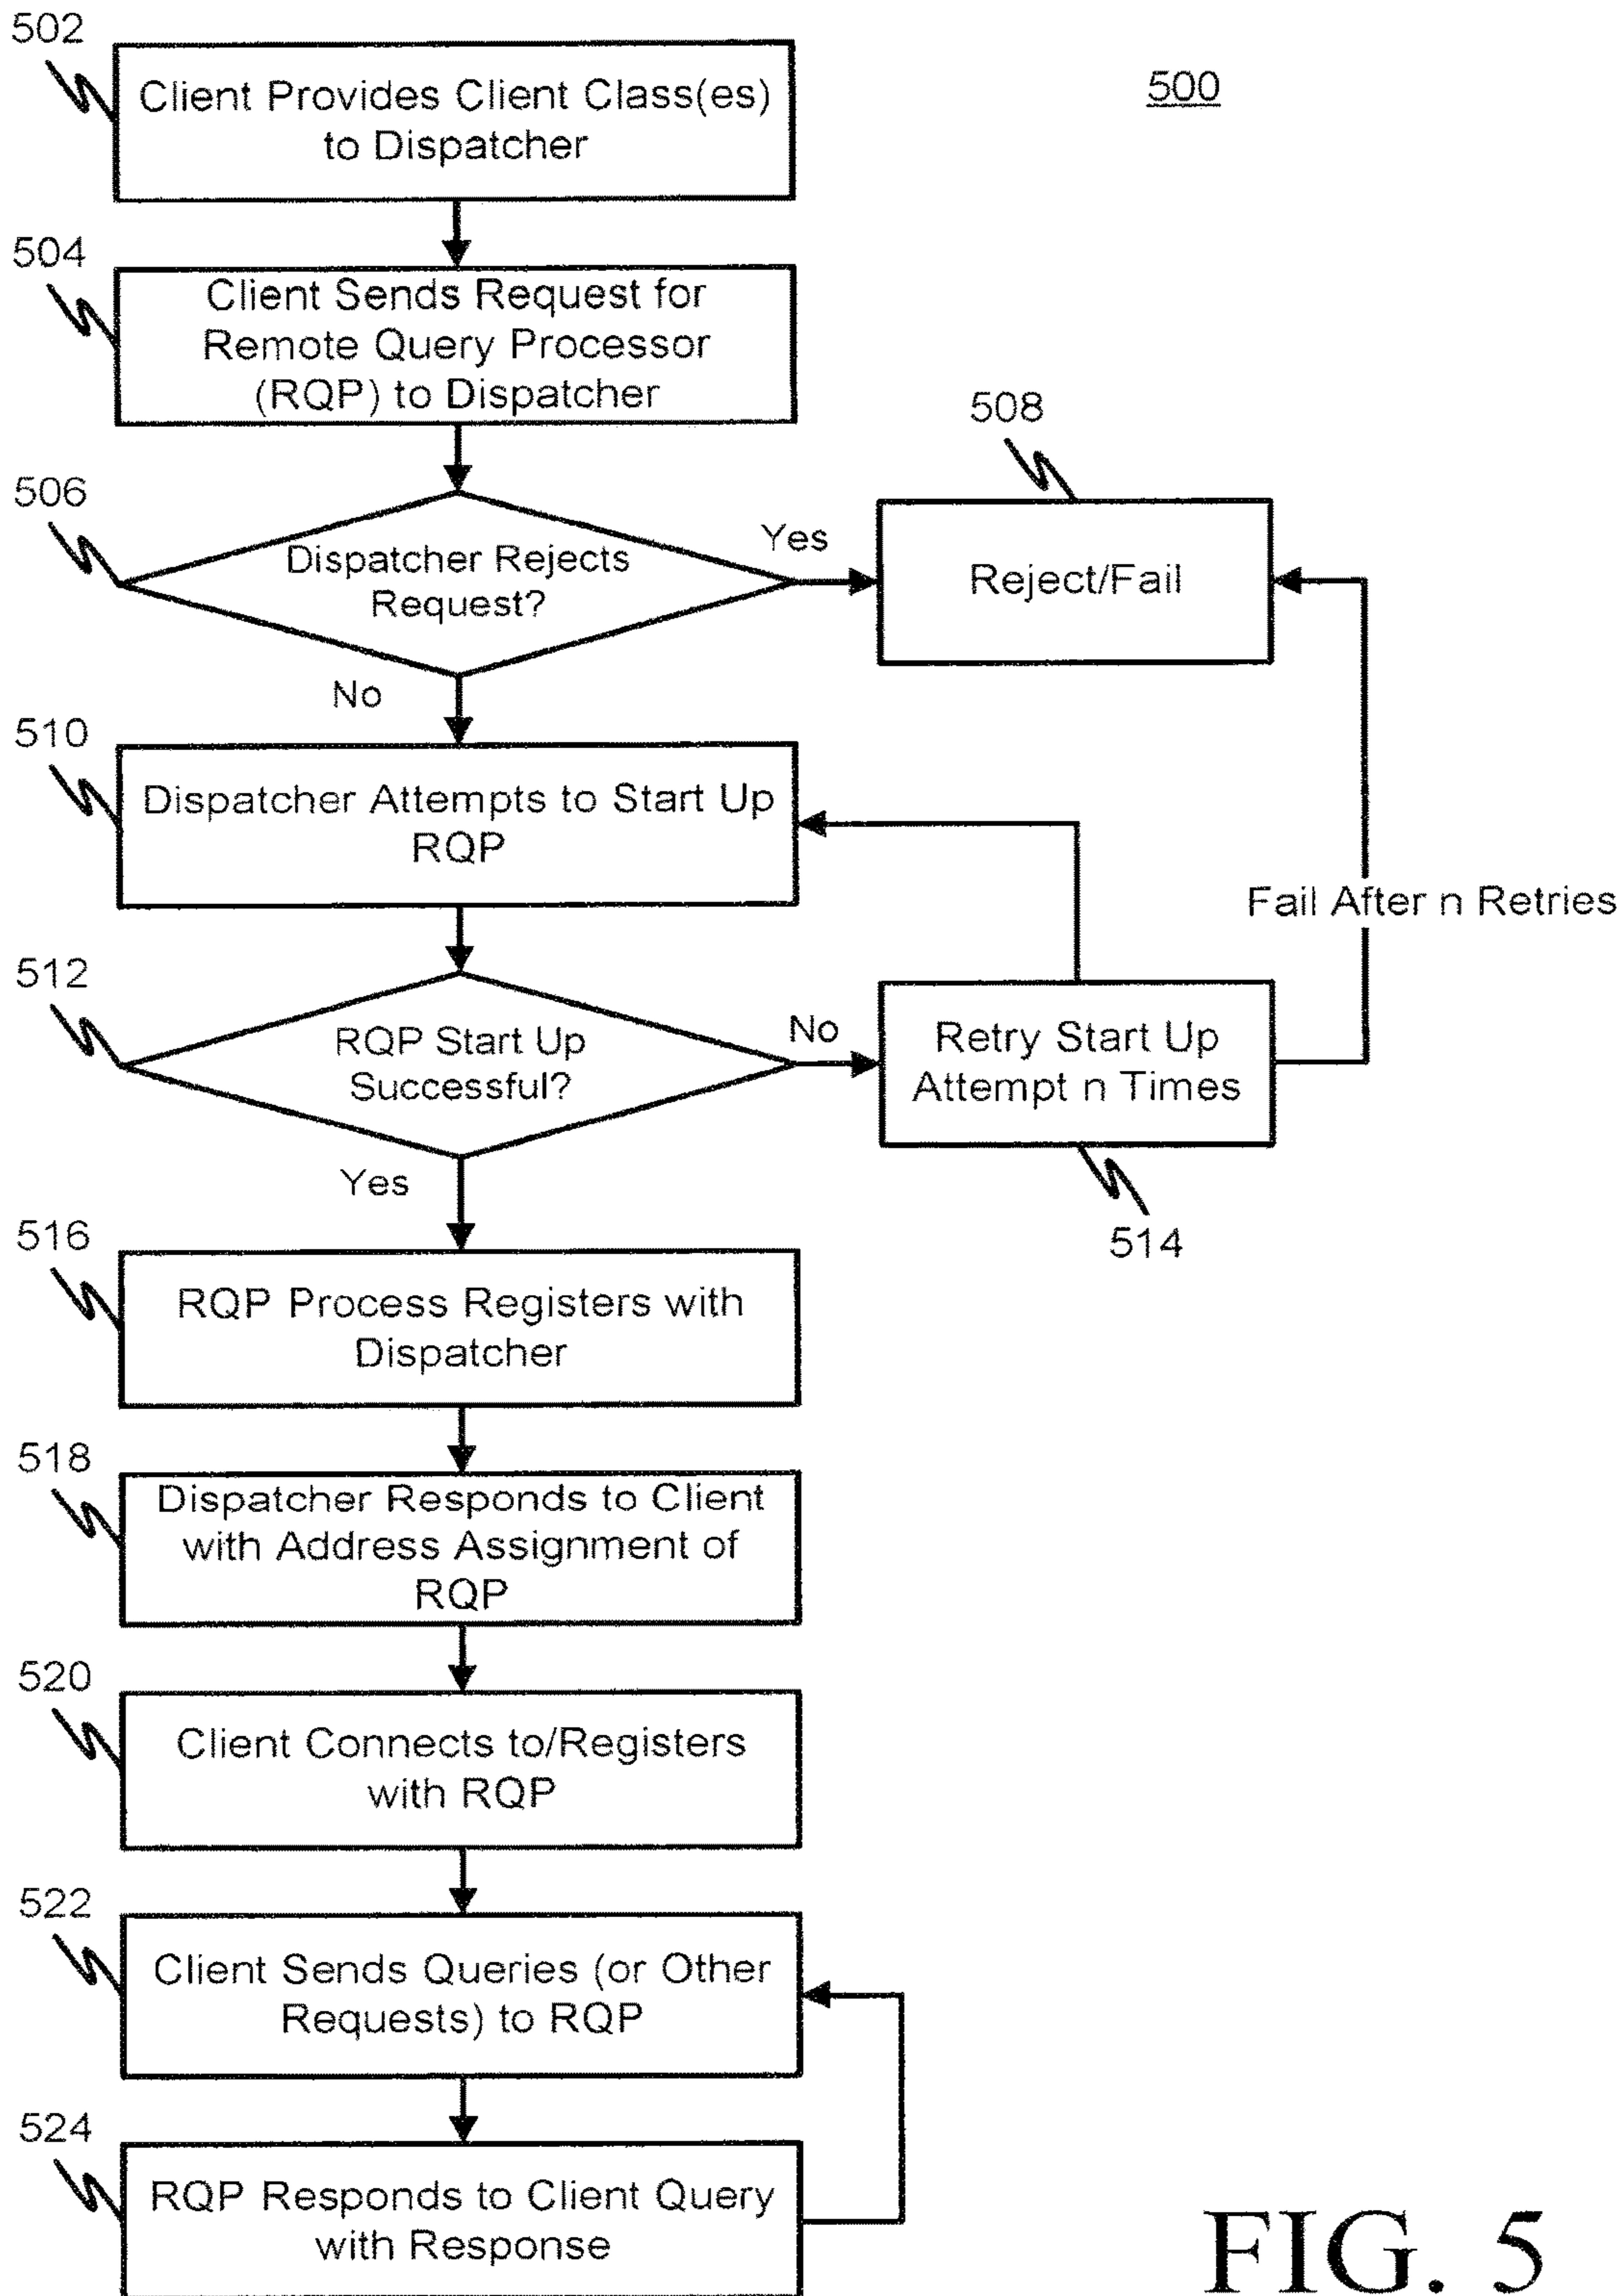 502
Client Provides Client Class(es)
to Dispatcher
500
504
Client Sends Request for
Remote Query Processor
(RQP) to Dispatcher
506
Dispatcher Rejects
Request?
Yes
508
Reject/Fail
No
510
Dispatcher Attempts to Start Up
RQP
Fail After n Retries
512
RQP Start Up
Successful?
No
Retry Start Up
Attempt n Times
514
Yes
516
RQP Process Registers with
Dispatcher
518
Dispatcher Responds to Client
with Address Assignment of
RQP
520
Client Connects to/Registers
with RQP
522
Client Sends Queries (or Other
Requests) to RQP
524
RQP Responds to Client Query
with Response
FIG. 5